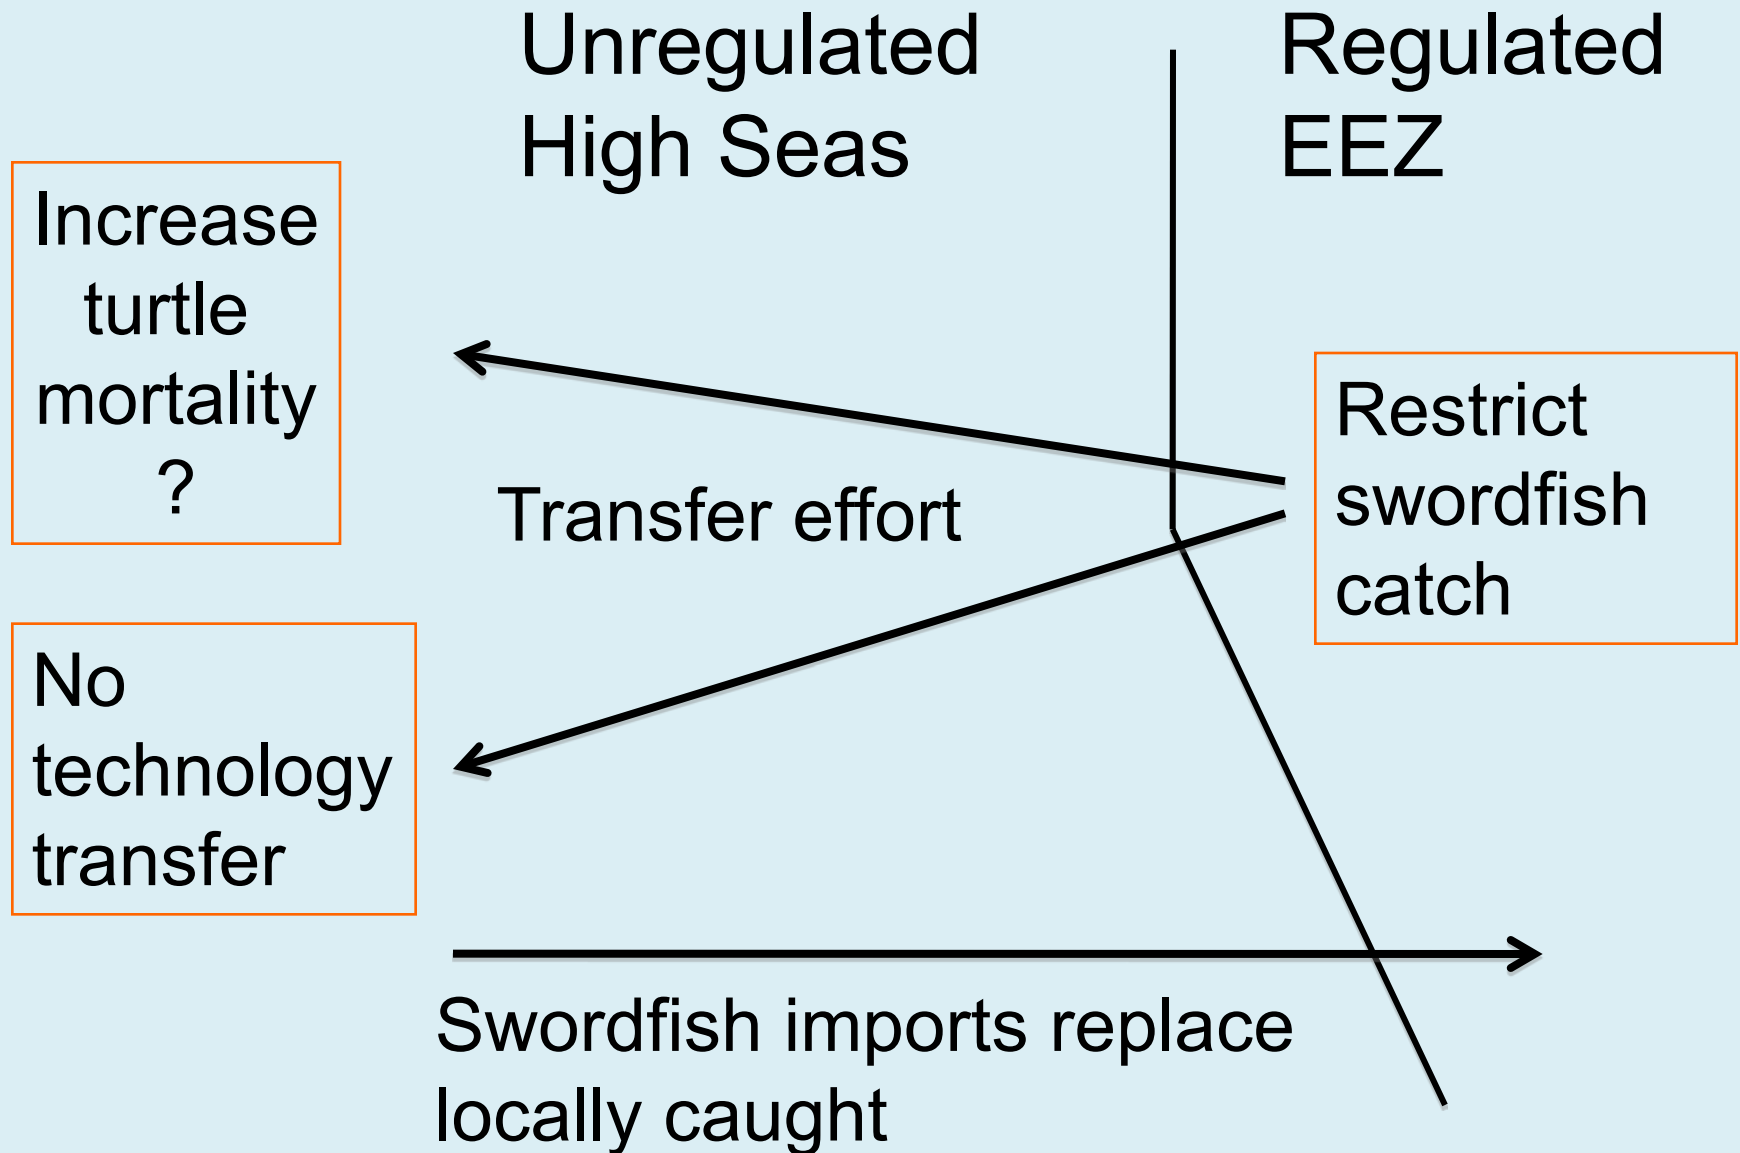 Unregulated
High Seas
Regulated
EEZ
Increase
turtle
mortality
?
Transfer effort
Restrict
swordfish
catch
No
technology
transfer
Swordfish imports replace
locally caught